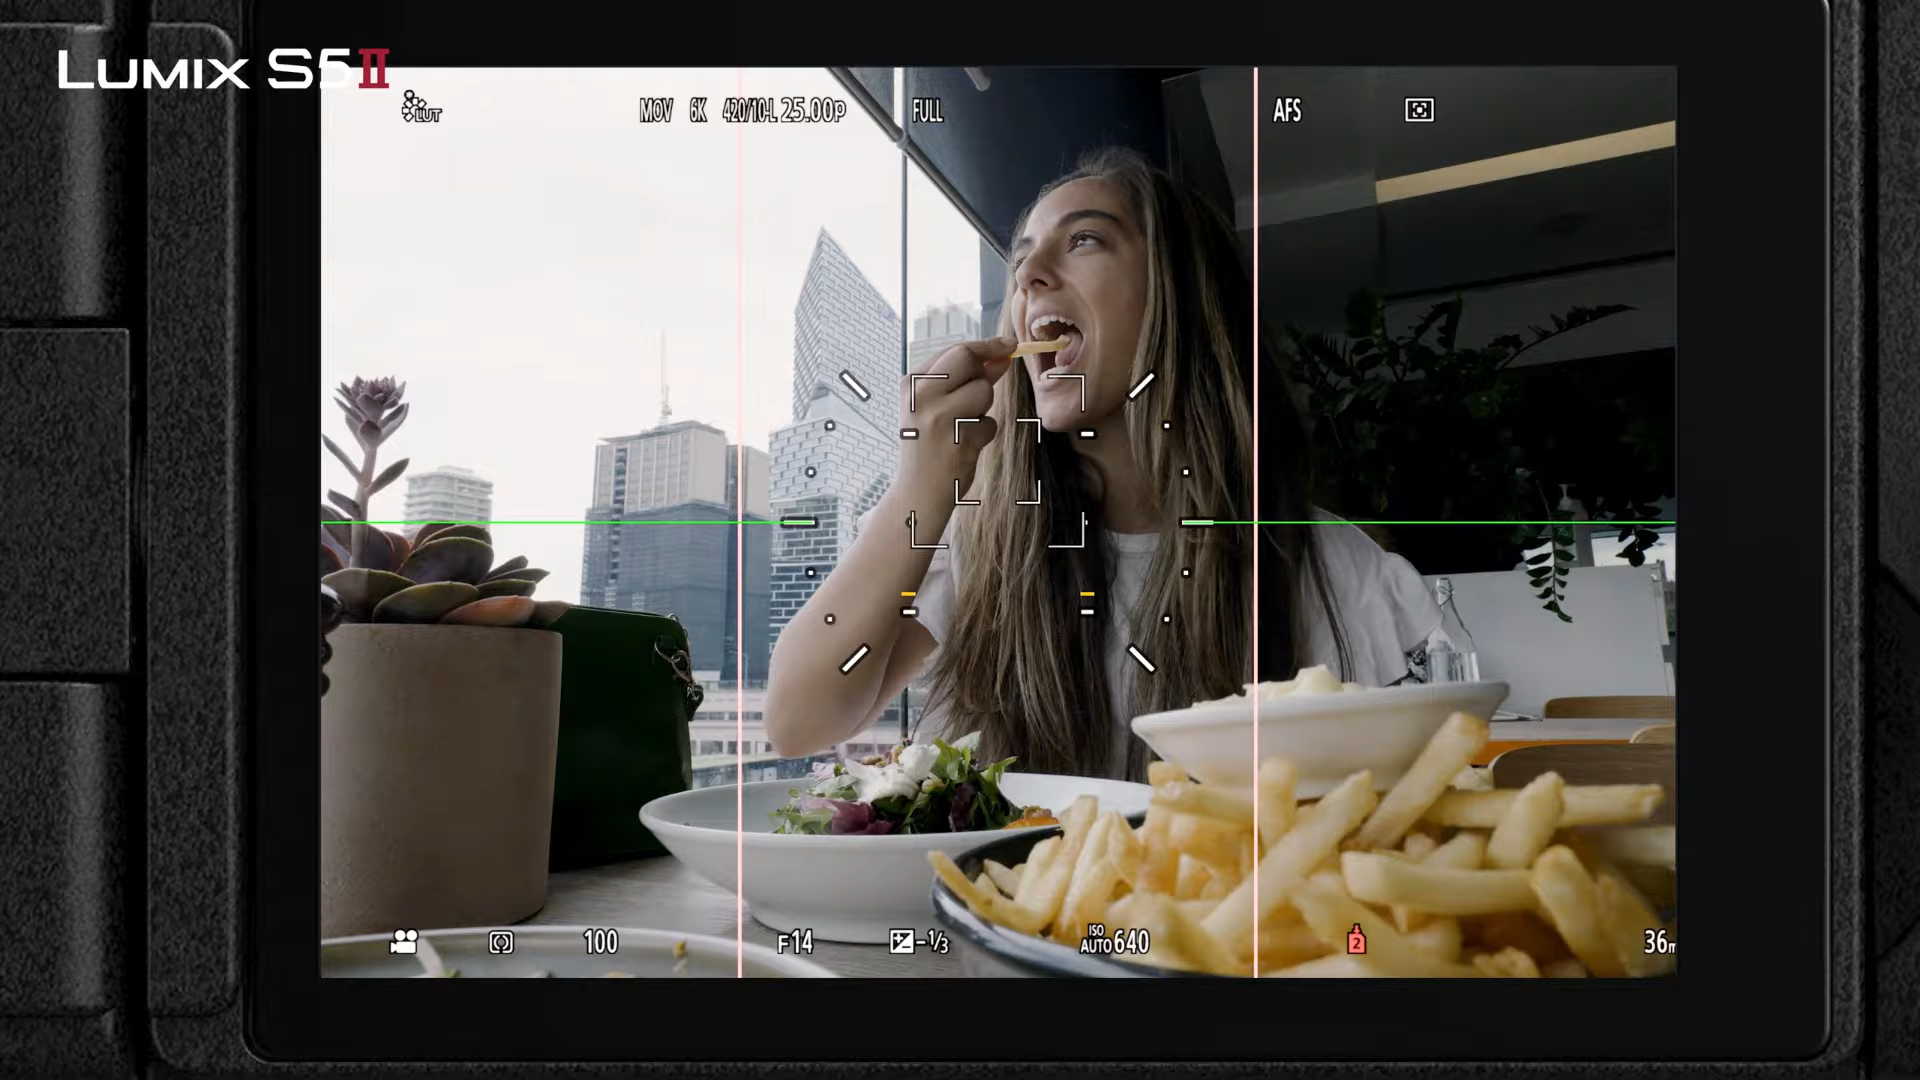 LUMIX S5II
LUT
MOV 6K 420/10-L 25.00P
FULL
AFS
100
F14
-1/3
ISO AUTO 640
2
36m